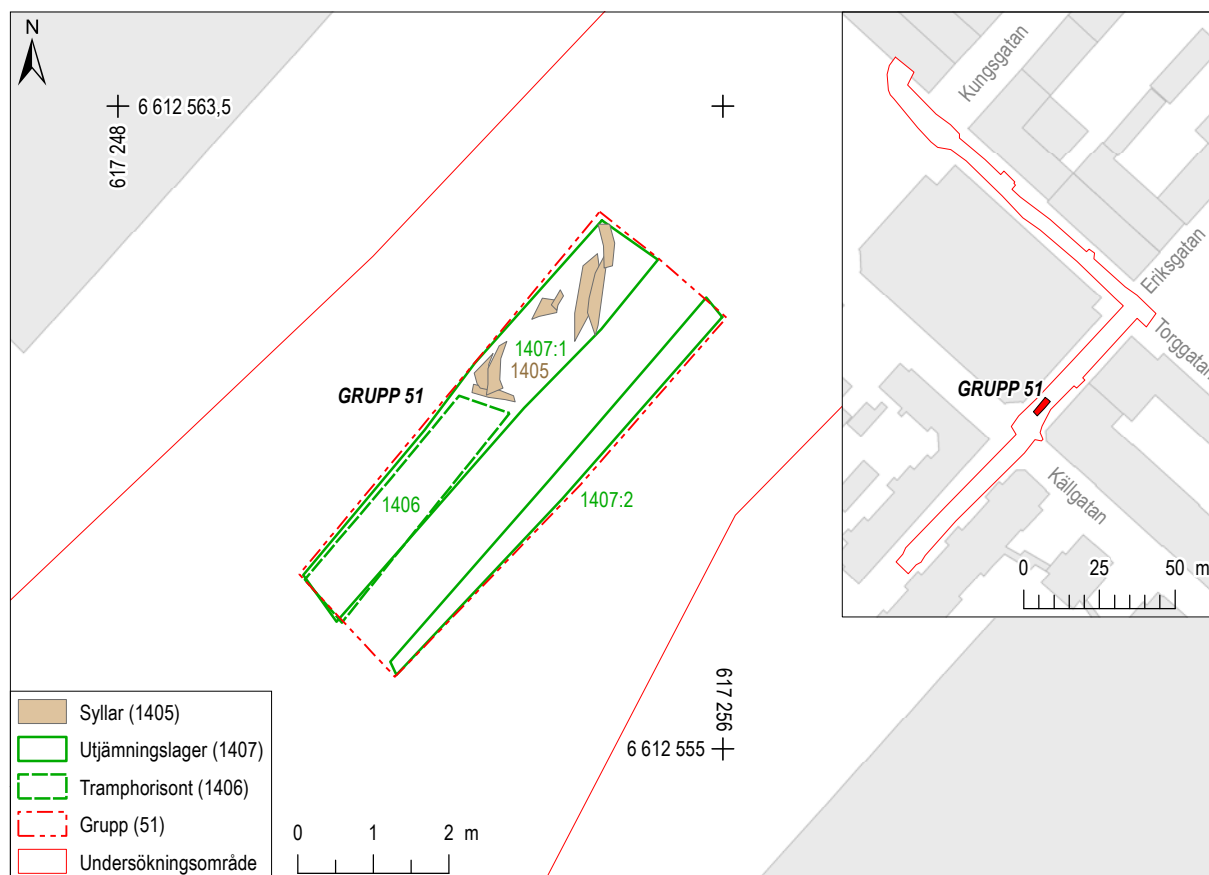 N
6 612 563,5
617 248
1407:1
1405
GRUPP 51
1406
1407:2
617 256
6 612 555
Syllar (1405)
Utjämningslager (1407)
Tramphorisont (1406)
Grupp (51)
Undersökningsområde
0 1 2 m
Kungsgatan
Eriksgatan
Torggatan
GRUPP 51
Källgatan
0 25 50 m